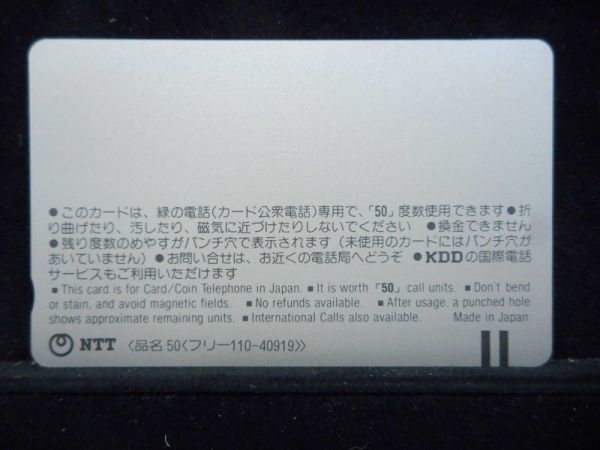 ●このカードは、緑の電話(カード公衆電話)専用で、「50」度数使用できます●折
り曲げたり、汚したり、磁気に近づけたりしないでください ●換金できません
●残り度数のめやすがパンチ穴で表示されます(未使用のカードにはパンチ穴が
あいていません)●お問い合せは、お近くの電話局へどうぞ ●KDDの国際電話
サービスもご利用いただけます
■This card is for Card/Coin Telephone in Japan. ■It is worth「50」call units. ■Don't bend
or stain, and avoid magnetic fields. ■No refunds available. ■After usage, a punched hole
shows approximate remaining units. ■International Calls also available. Made in Japan
NTT 〈品名 50〈フリー110-40919〉〉